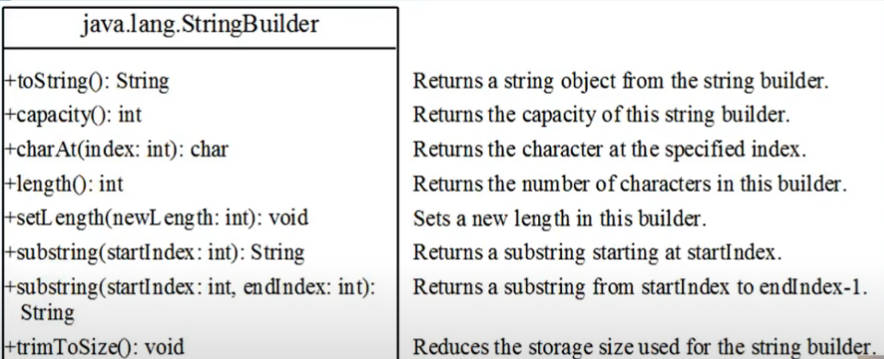 java.lang.StringBuilder
+toString(): String Returns a string object from the string builder.
+capacity(): int Returns the capacity of this string builder.
+charAt(index: int): char Returns the character at the specified index.
+length(): int Returns the number of characters in this builder.
+setLength(newLength: int): void Sets a new length in this builder.
+substring(startIndex: int): String Returns a substring starting at startIndex.
+substring(startIndex: int, endIndex: int): Returns a substring from startIndex to endIndex-1.
String
+trimToSize(): void Reduces the storage size used for the string builder.